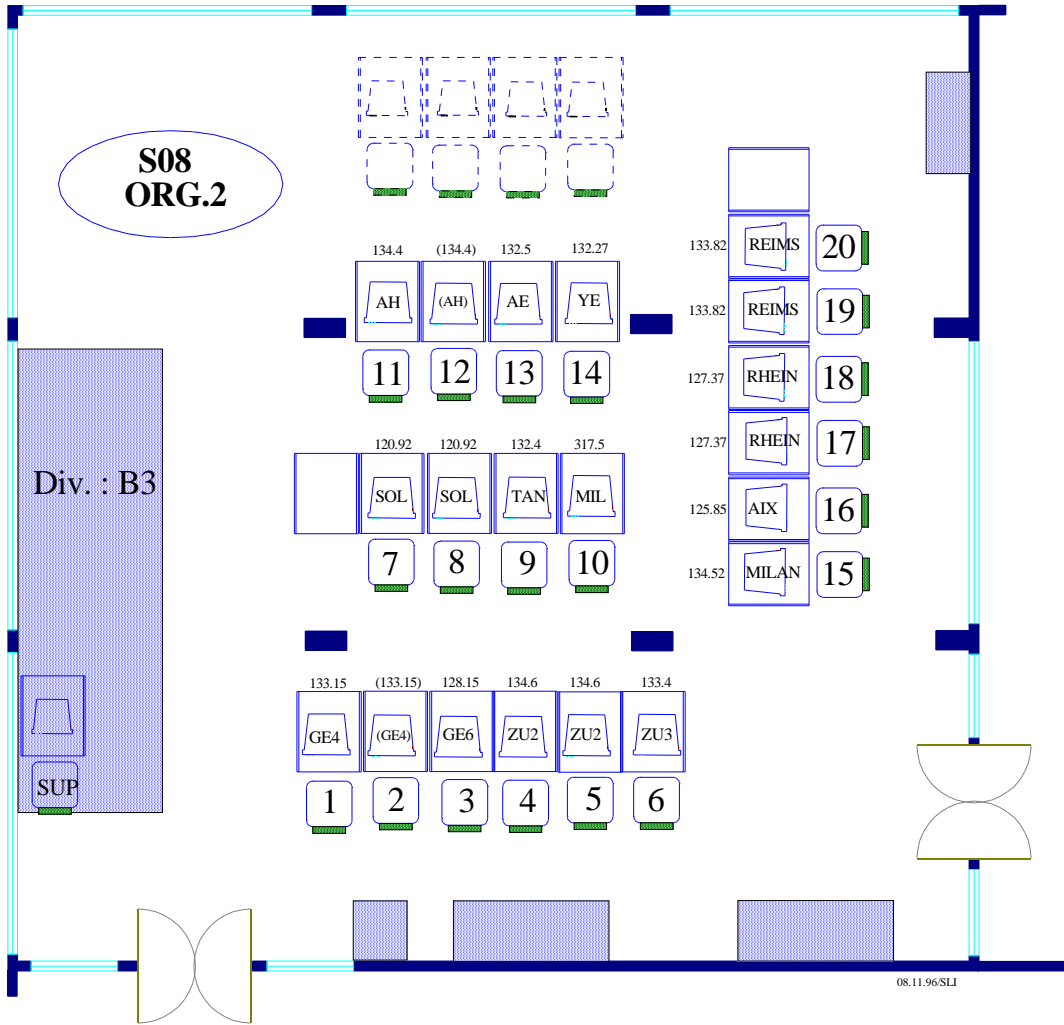 S08
ORG.2
134.4 (134.4) 132.5 132.27
AH (AH) AE YE
11 12 13 14
133.82 REIMS 20
133.82 REIMS 19
127.37 RHEIN 18
127.37 RHEIN 17
125.85 AIX 16
134.52 MILAN 15
Div. : B3
120.92 120.92 132.4 317.5
SOL SOL TAN MIL
7 8 9 10
133.15 (133.15) 128.15 134.6 134.6 133.4
GE4 (GE4) GE6 ZU2 ZU2 ZU3
SUP
1 2 3 4 5 6
08.11.96/SLI